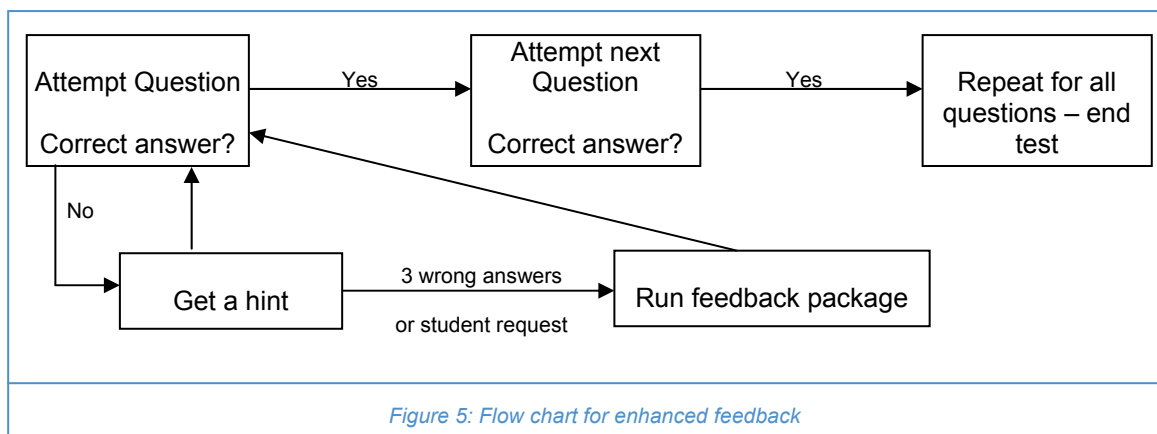 Attempt Question
Correct answer?
Yes
Attempt next
Question
Correct answer?
Yes
Repeat for all
questions – end
test
No
Get a hint
3 wrong answers
or student request
Run feedback package
Figure 5: Flow chart for enhanced feedback